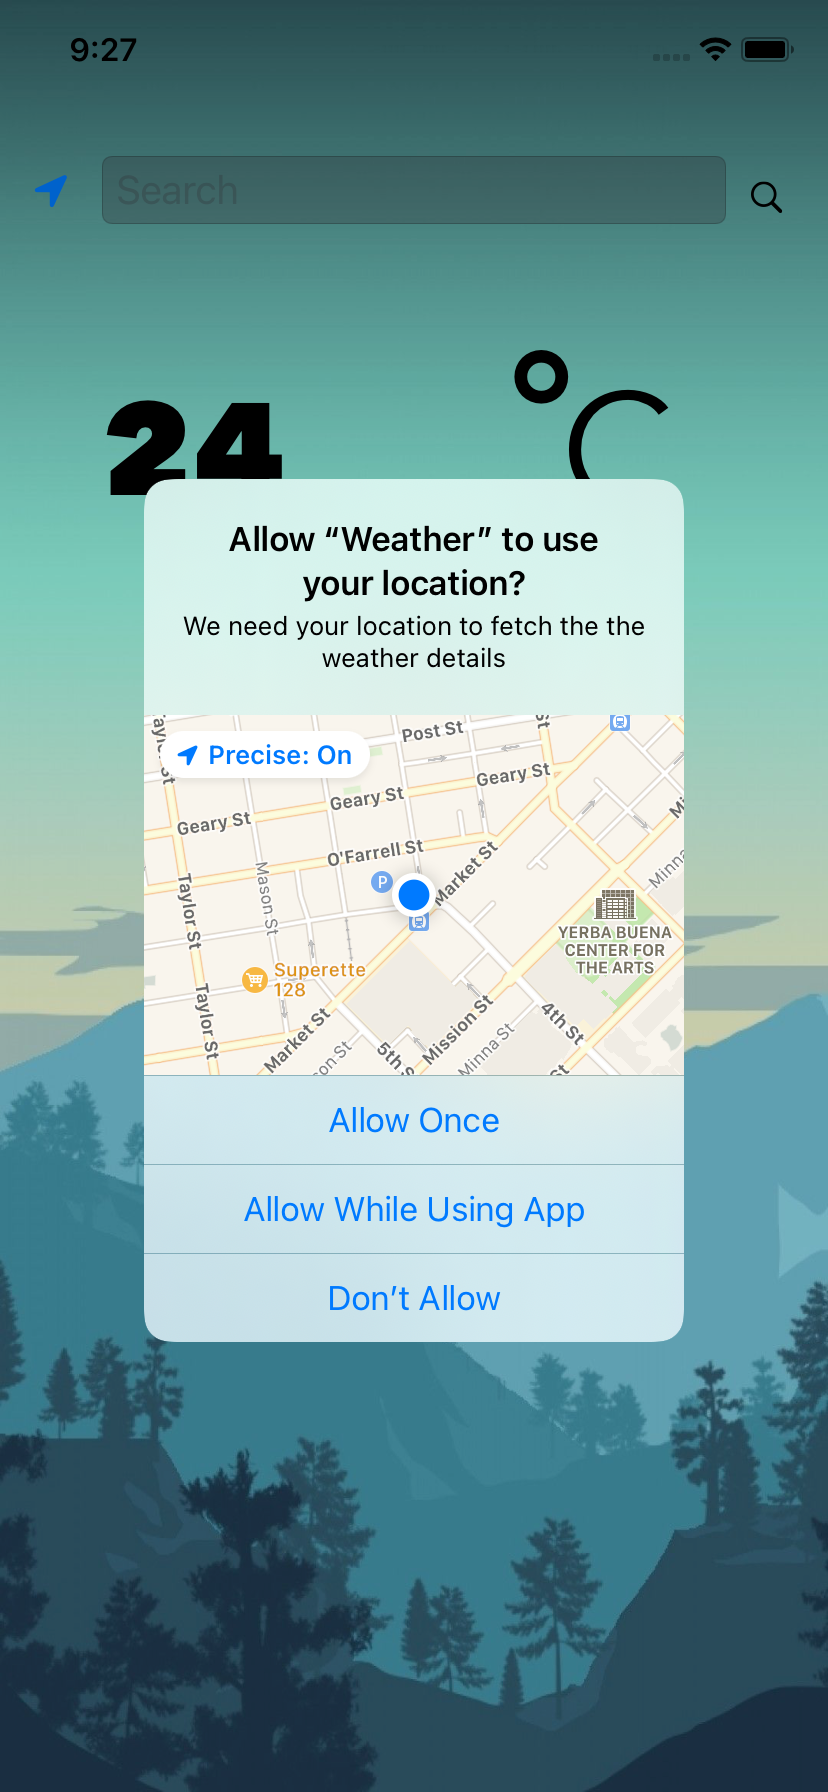 9:27
Search
24
°C
Allow “Weather” to use
your location?
We need your location to fetch the the
weather details
Precise: On
Post St
St
Geary St
Geary St
O'Farrell St
Market St
Mason St
Taylor St
Taylor St
P
Minna
YERBA BUENA
CENTER FOR
THE ARTS
Superette
128
Market St
son St
5th S
Mission St
Minna St
4th St
St
Allow Once
Allow While Using App
Don’t Allow